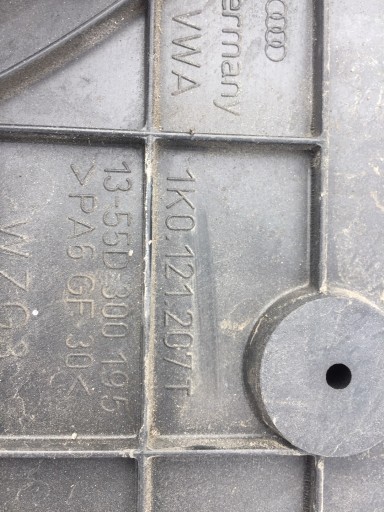 Germany
VWA
1K0.121.207 T
13-55D.300 195
>PA6 GF 30<